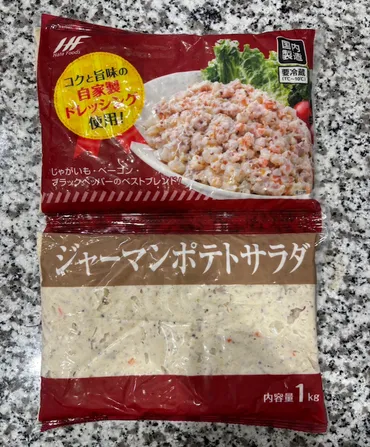 HF
コクと旨味の
自家製
ドレッシング
使用!
国内
製造
要冷蔵
(1℃~10℃)
じゃがいも・ベーコン・
ブラックペッパーのベストブレンド
ジャーマンポテトサラダ
内容量1kg